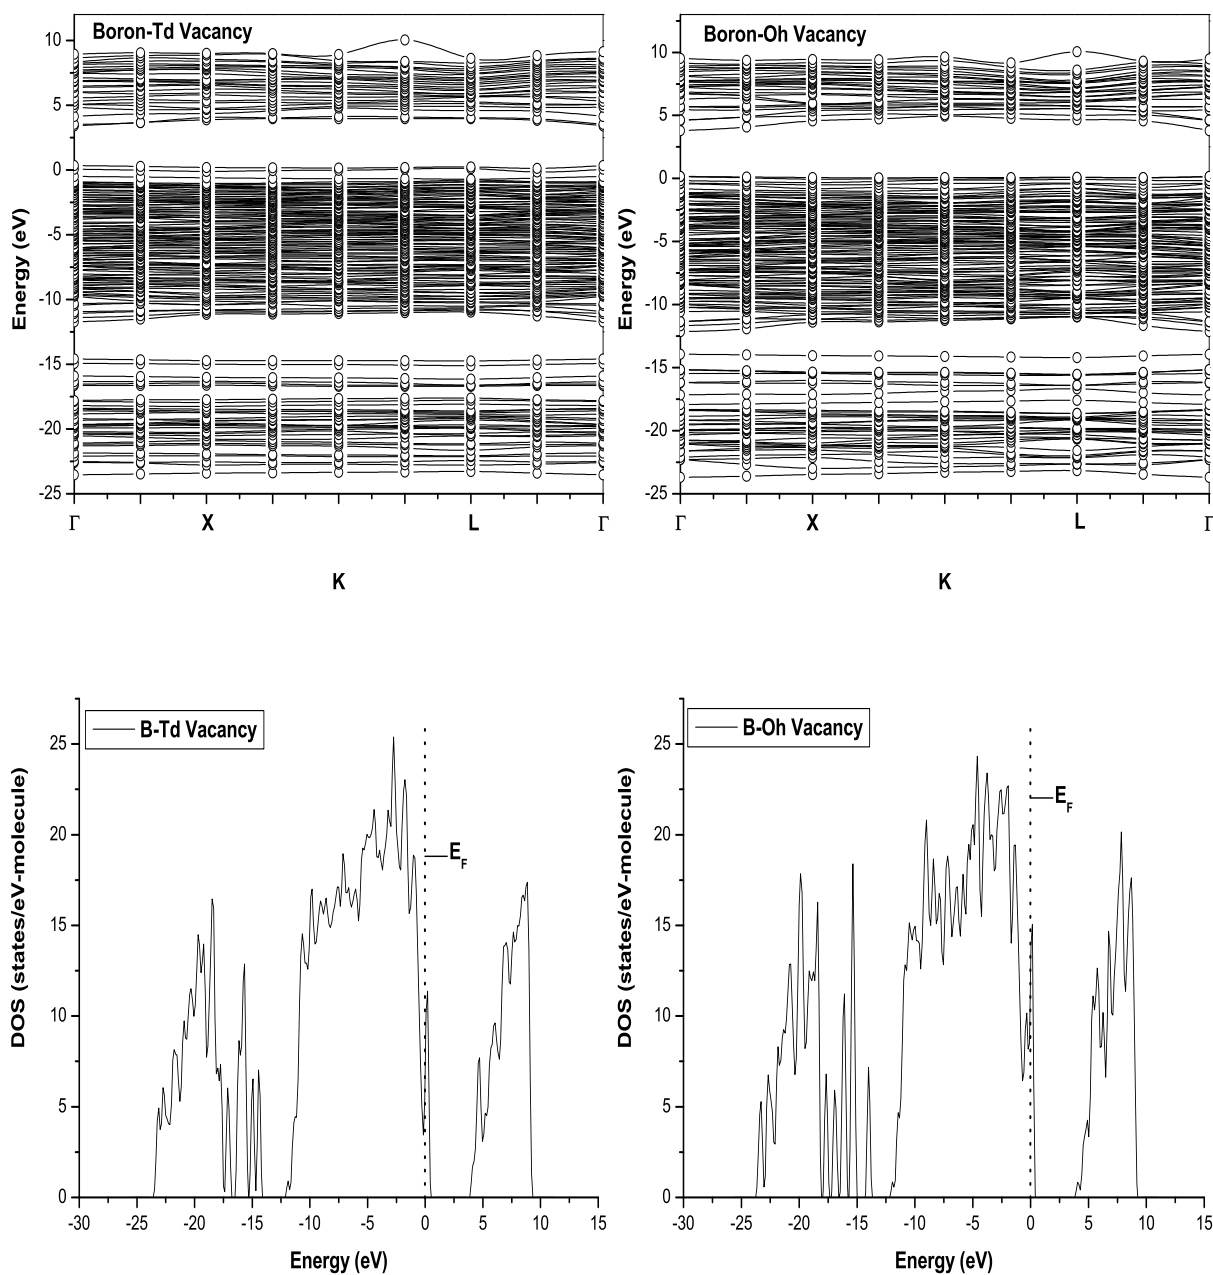 Boron-Td Vacancy
10
5
0
-5
-10
-15
-20
-25
Energy (eV)
Γ X L Γ
K
Boron-Oh Vacancy
10
5
0
-5
-10
-15
-20
-25
Energy (eV)
Γ X L Γ
K
B-Td Vacancy
25
20
15
10
5
0
DOS (states/eV-molecule)
E_F
-30 -25 -20 -15 -10 -5 0 5 10 15
Energy (eV)
B-Oh Vacancy
25
20
15
10
5
0
DOS (states/eV-molecule)
E_F
-30 -25 -20 -15 -10 -5 0 5 10 15
Energy (eV)